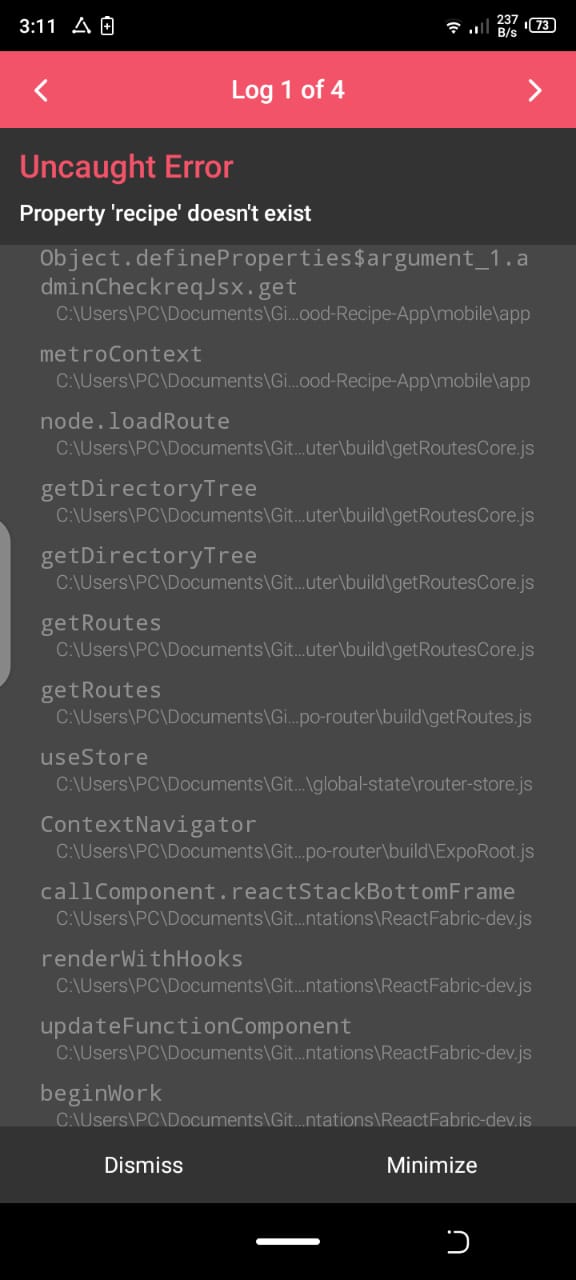 3:11
237
B/s
73
Log 1 of 4
Uncaught Error
Property 'recipe' doesn't exist
Object.defineProperties$argument_1.a
dminCheckreqJsx.get
C:\Users\PC\Documents\Gi...ood-Recipe-App\mobile\app
metroContext
C:\Users\PC\Documents\Gi...ood-Recipe-App\mobile\app
node.loadRoute
C:\Users\PC\Documents\Git...uter\build\getRoutesCore.js
getDirectoryTree
C:\Users\PC\Documents\Git...uter\build\getRoutesCore.js
getDirectoryTree
C:\Users\PC\Documents\Git...uter\build\getRoutesCore.js
getRoutes
C:\Users\PC\Documents\Git...uter\build\getRoutesCore.js
getRoutes
C:\Users\PC\Documents\Gi...po-router\build\getRoutes.js
useStore
C:\Users\PC\Documents\Git...\global-state\router-store.js
ContextNavigator
C:\Users\PC\Documents\Git...po-router\build\ExpoRoot.js
callComponent.reactStackBottomFrame
C:\Users\PC\Documents\Git...ntations\ReactFabric-dev.js
renderWithHooks
C:\Users\PC\Documents\Git...ntations\ReactFabric-dev.js
updateFunctionComponent
C:\Users\PC\Documents\Git...ntations\ReactFabric-dev.js
beginWork
C:\Users\PC\Documents\Git...ntations\ReactFabric-dev.js
Dismiss
Minimize